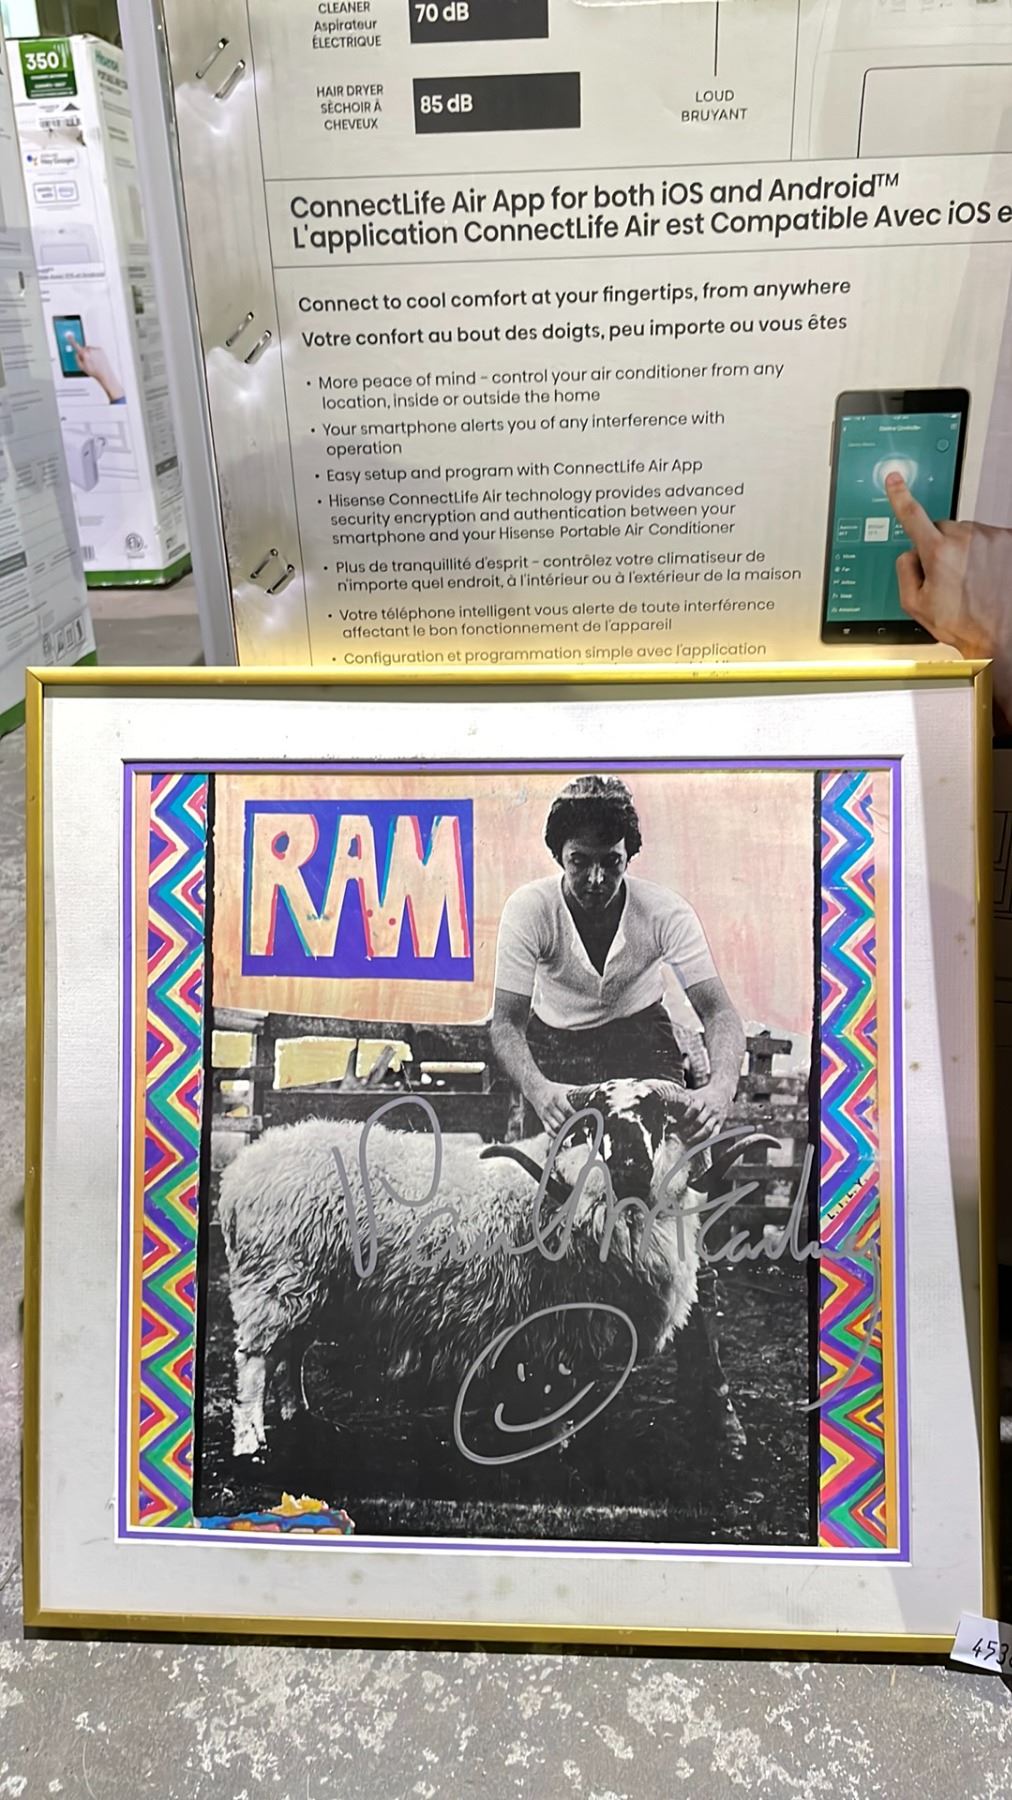 CLEANER
Aspirateur
ÉLECTRIQUE
70 dB
HAIR DRYER
SÈCHOIR À
CHEVEUX
85 dB
LOUD
BRUYANT
350
Hisense
ConnectLife Air App for both iOS and Android™
L'application ConnectLife Air est Compatible Avec iOS e
Connect to cool comfort at your fingertips, from anywhere
Votre confort au bout des doigts, peu importe ou vous êtes
• More peace of mind - control your air conditioner from any
location, inside or outside the home
• Your smartphone alerts you of any interference with
operation
• Easy setup and program with ConnectLife Air App
• Hisense ConnectLife Air technology provides advanced
security encryption and authentication between your
smartphone and your Hisense Portable Air Conditioner
• Plus de tranquillité d'esprit - contrôlez votre climatiseur de
n'importe quel endroit, à l'intérieur ou à l'extérieur de la maison
• Votre téléphone intelligent vous alerte de toute interférence
affectant le bon fonctionnement de l'appareil
• Configuration et programmation simple avec l'application
RAM
Paul McCartney
L.I.L.Y.
453